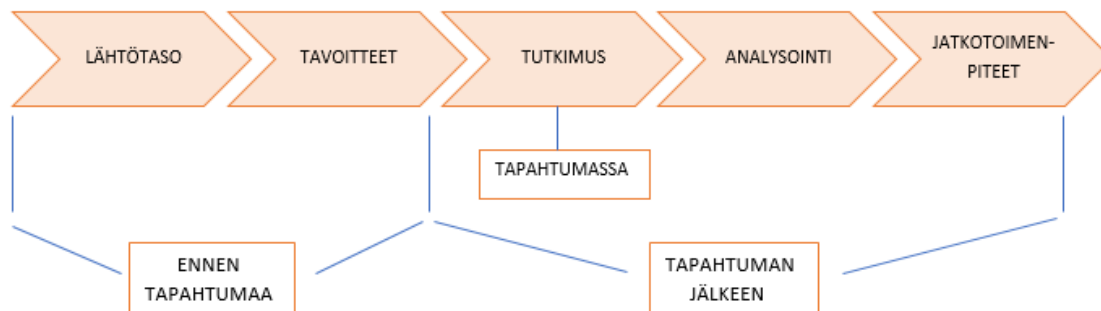 LÄHTÖTASO
TAVOITTEET
TUTKIMUS
ANALYSOINTI
JATKOTOIMEN-
PITEET
TAPAHTUMASSA
ENNEN
TAPAHTUMAA
TAPAHTUMAN
JÄLKEEN